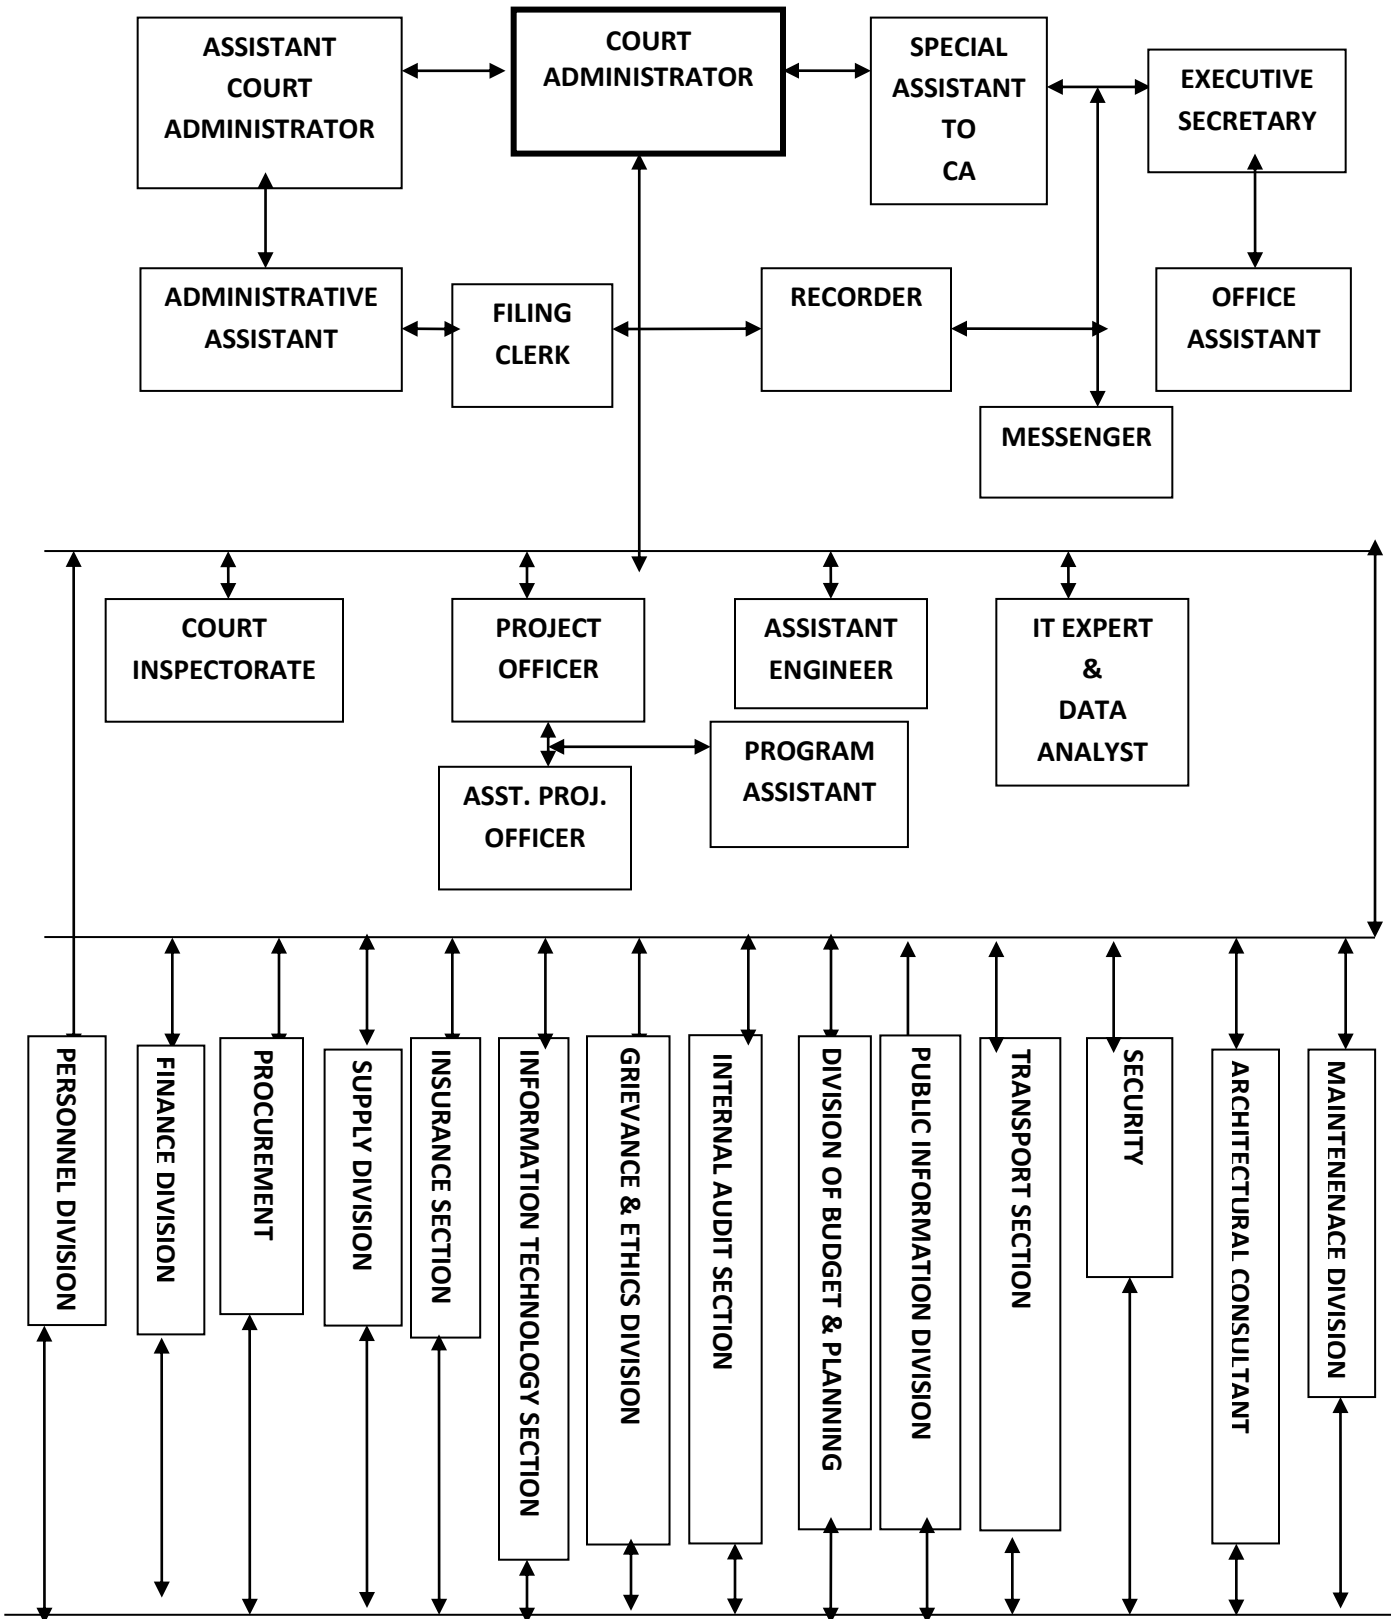 ASSISTANT
COURT
ADMINISTRATOR
COURT
ADMINISTRATOR
SPECIAL
ASSISTANT
TO
CA
EXECUTIVE
SECRETARY
ADMINISTRATIVE
ASSISTANT
FILING
CLERK
RECORDER
OFFICE
ASSISTANT
MESSENGER
COURT
INSPECTORATE
PROJECT
OFFICER
ASSISTANT
ENGINEER
IT EXPERT
&
DATA
ANALYST
ASST. PROJ.
OFFICER
PROGRAM
ASSISTANT
PERSONNEL DIVISION
FINANCE DIVISION
PROCUREMENT
SUPPLY DIVISION
INSURANCE SECTION
INFORMATION TECHNOLOGY SECTION
GRIEVANCE & ETHICS DIVISION
INTERNAL AUDIT SECTION
DIVISION OF BUDGET & PLANNING
PUBLIC INFORMATION DIVISION
TRANSPORT SECTION
SECURITY
ARCHITECTURAL CONSULTANT
MAINTENENACE DIVISION